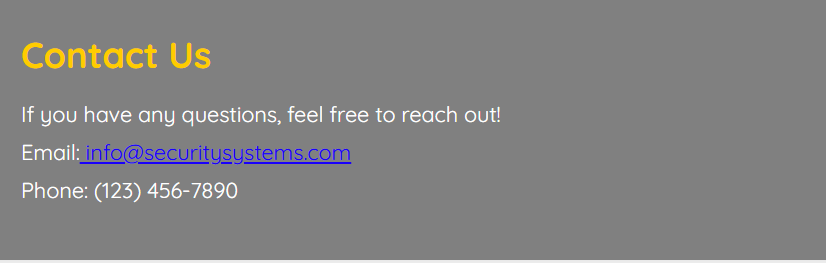 Contact Us
If you have any questions, feel free to reach out!
Email: info@securitysystems.com
Phone: (123) 456-7890